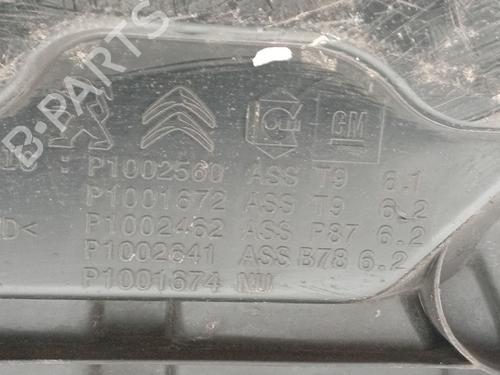 B-PARTS
GM
P1002560 ASS T9 6.1
P1001672 ASS T9 6.2
D< P1002462 ASS P87 6.2
P1002641 ASS B78 6.2
P1001674 NU